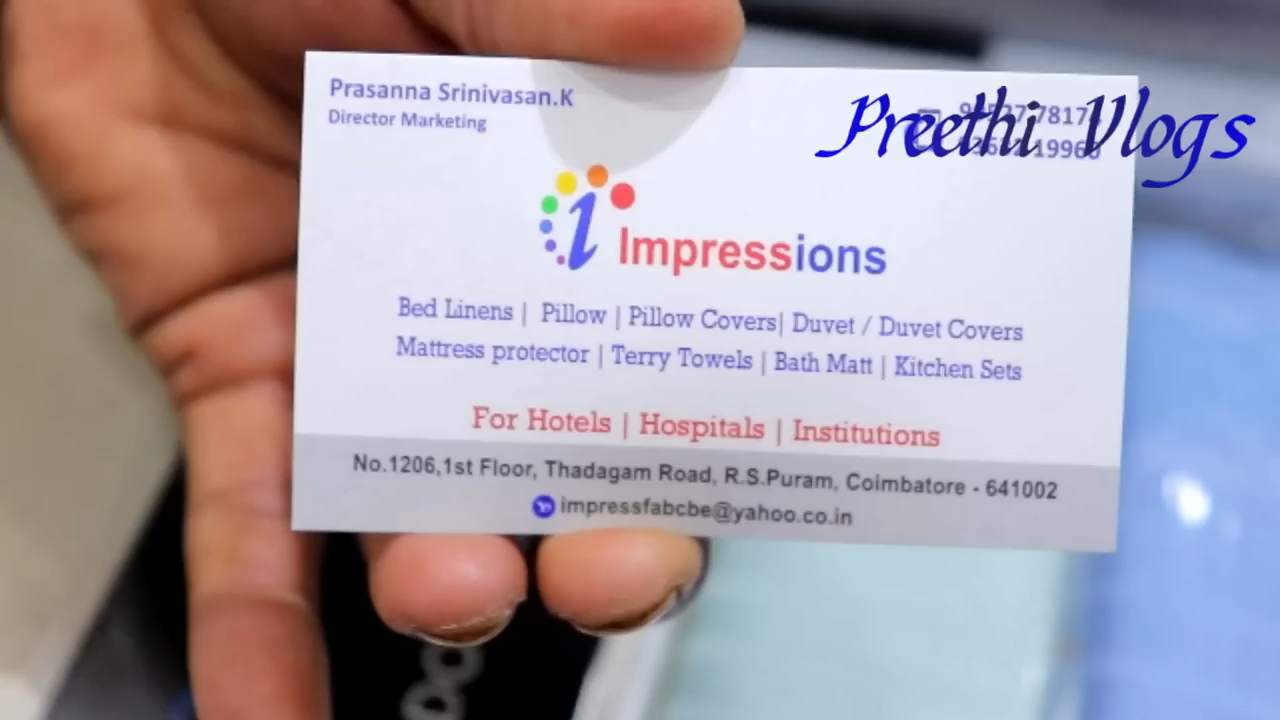 Prasanna Srinivasan.K
Director Marketing
Preethi Vlogs
i Impressions
Bed Linens | Pillow | Pillow Covers| Duvet / Duvet Covers
Mattress protector | Terry Towels | Bath Matt | Kitchen Sets
For Hotels | Hospitals | Institutions
No.1206,1st Floor, Thadagam Road, R.S.Puram, Coimbatore - 641002
impressfabcbe@yahoo.co.in